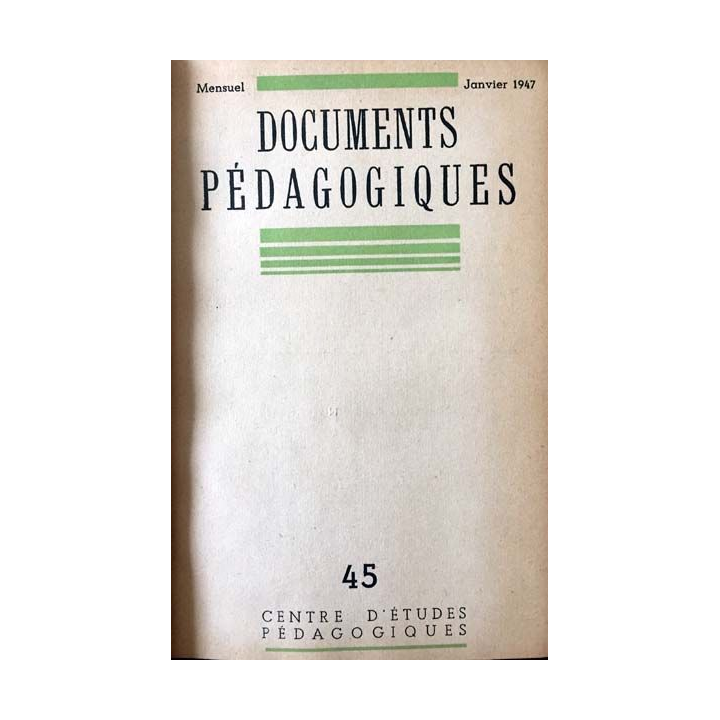 Mensuel Janvier 1947
DOCUMENTS
PÉDAGOGIQUES
45
CENTRE D'ÉTUDES
PÉDAGOGIQUES